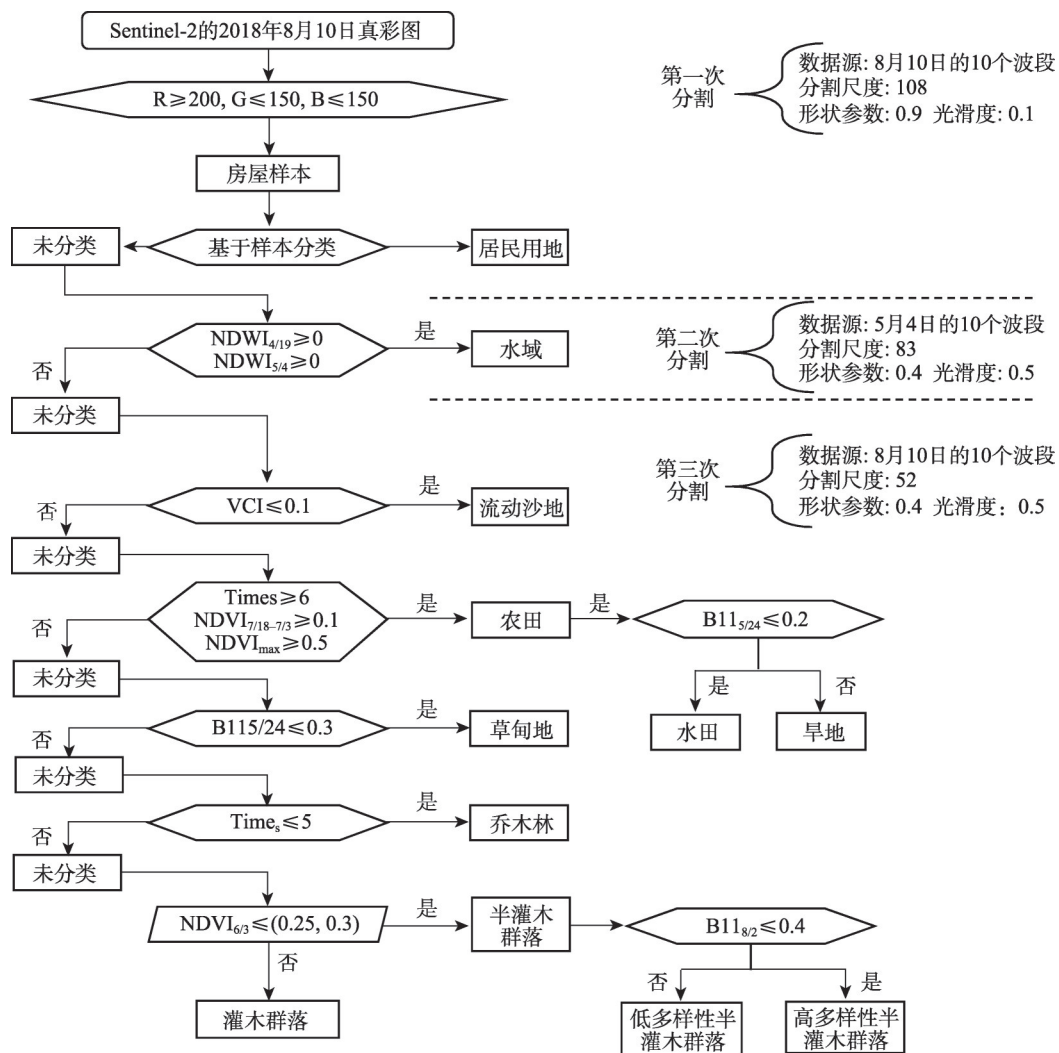 Sentinel-2的2018年8月10日真彩图
R≥200, G≤150, B≤150
房屋样本
未分类
基于样本分类
居民用地
第一次
分割
数据源: 8月10日的10个波段
分割尺度: 108
形状参数: 0.9 光滑度: 0.1
NDWI4/19≥0
NDWI5/4≥0
是
水域
否
未分类
第二次
分割
数据源: 5月4日的10个波段
分割尺度: 83
形状参数: 0.4 光滑度: 0.5
VCI≤0.1
是
流动沙地
否
未分类
第三次
分割
数据源: 8月10日的10个波段
分割尺度: 52
形状参数: 0.4 光滑度：0.5
Times≥6
NDVI7/18–7/3≥0.1
NDVImax≥0.5
是
农田
是
B115/24≤0.2
否
未分类
是
水田
否
旱地
B115/24≤0.3
是
草甸地
否
未分类
Times≤5
是
乔木林
否
未分类
NDVI6/3≤(0.25, 0.3)
是
半灌木
群落
B118/2≤0.4
否
灌木群落
否
低多样性半
灌木群落
是
高多样性半
灌木群落